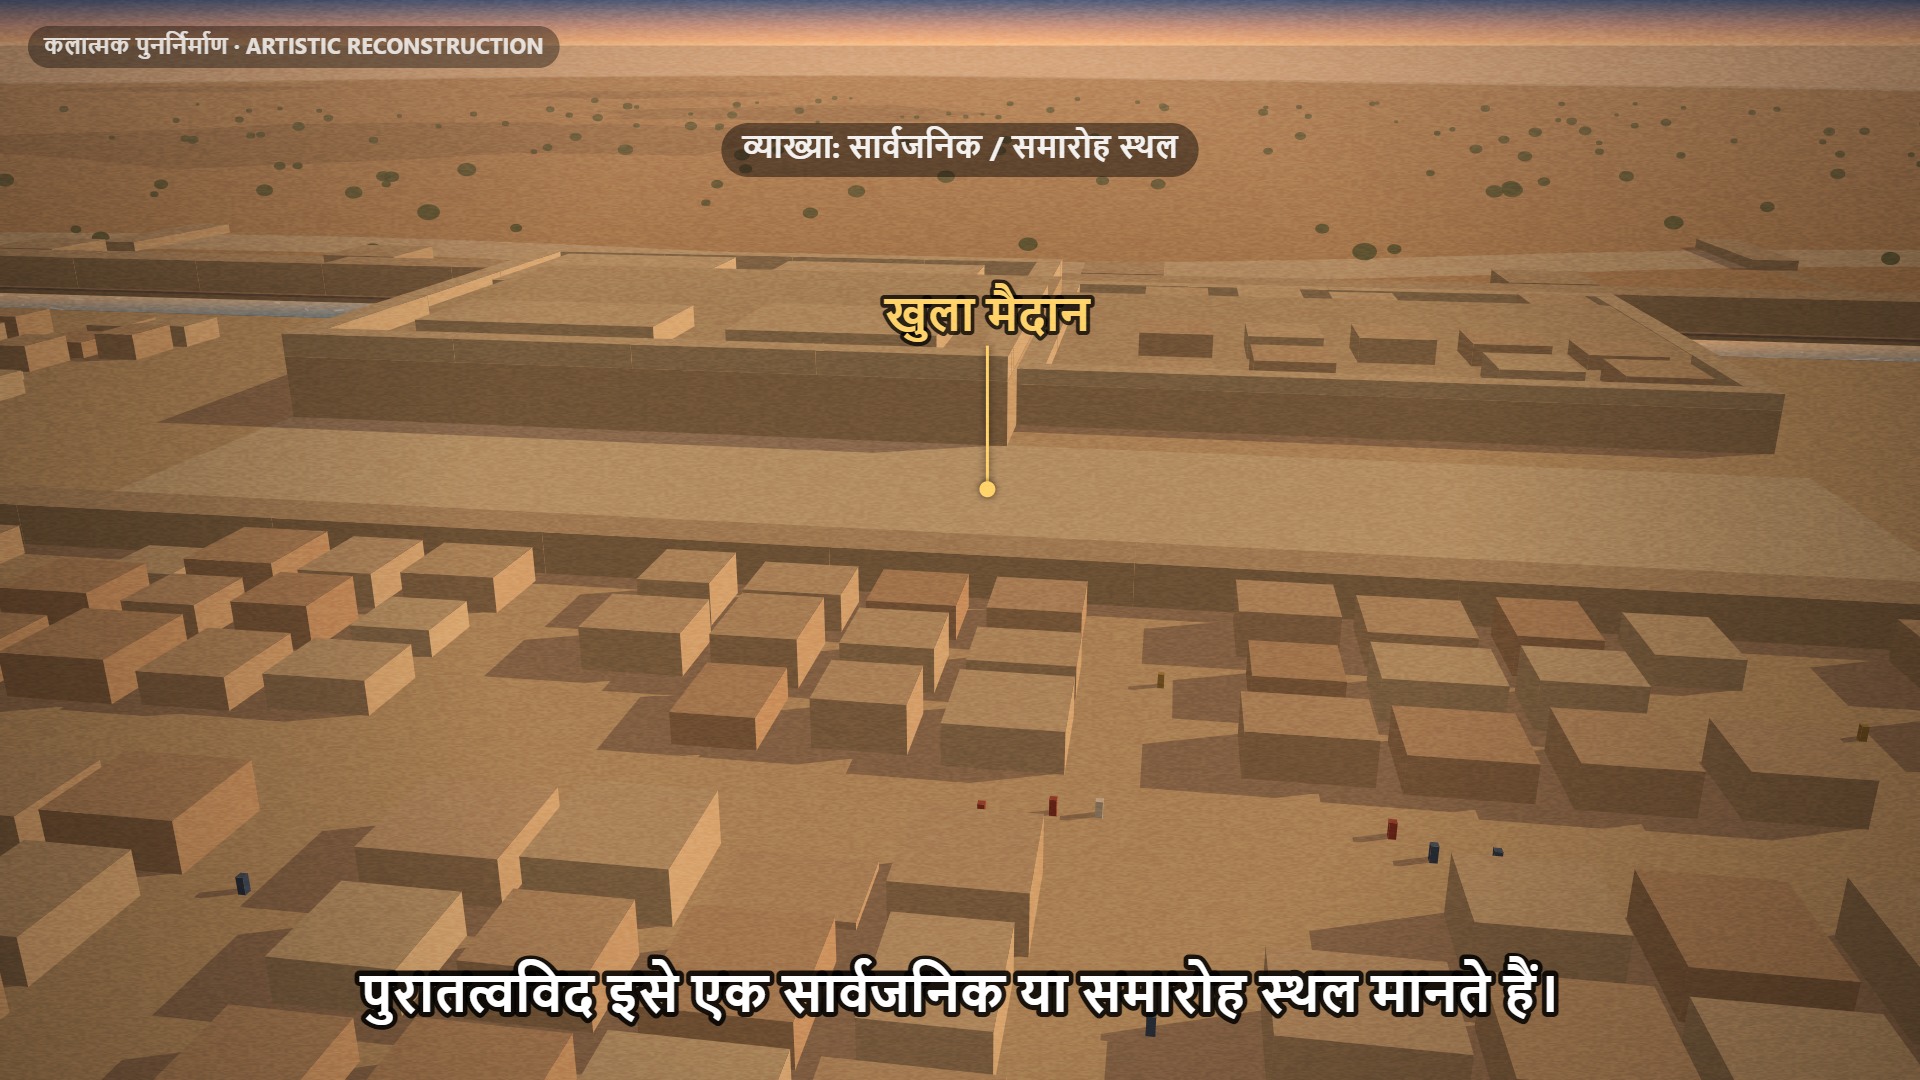 कलात्मक पुनर्निर्माण · ARTISTIC RECONSTRUCTION
व्याख्या: सार्वजनिक / समारोह स्थल
खुला मैदान
पुरातत्वविद इसे एक सार्वजनिक या समारोह स्थल मानते हैं।